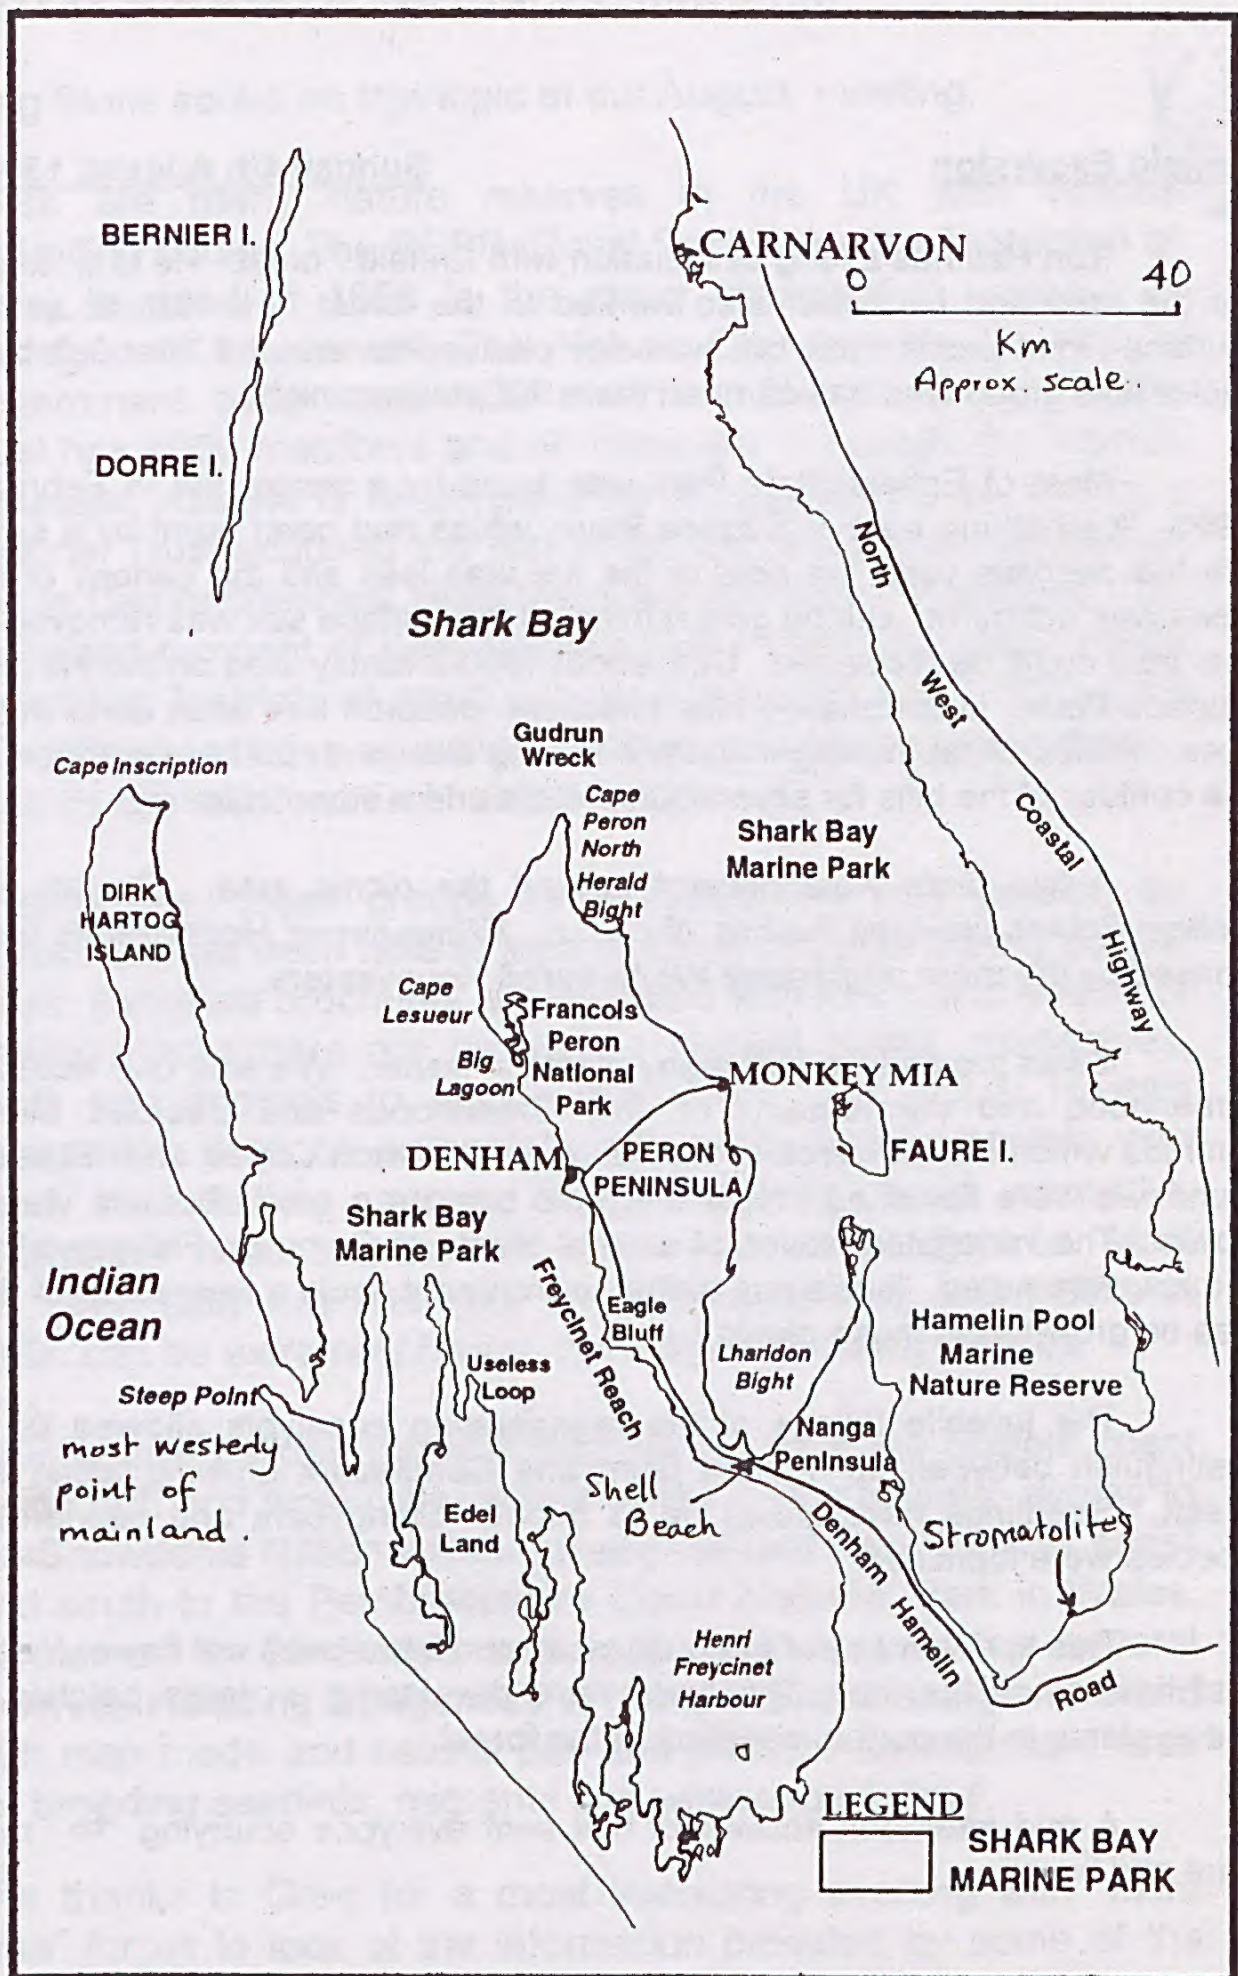 BERNIER I.
CARNARVON
0 40
Km
Approx. scale.
DORRE I.
North West Coastal Highway
Shark Bay
Gudrun
Wreck
Cape Inscription
Cape
Peron
North
Shark Bay
Marine Park
Herald
Bight
DIRK
HARTOG
ISLAND
Cape
Lesueur
Francois
Peron
National
Park
Big
Lagoon
MONKEY MIA
FAURE I.
DENHAM
PERON
PENINSULA
Shark Bay
Marine Park
Indian
Ocean
Freycinet Reach
Eagle
Bluff
Hamelin Pool
Marine
Nature Reserve
Useless
Loop
Lharidon
Bight
Steep Point
most westerly
point of
mainland.
Nanga
Peninsula
Shell
Beach
Edel
Land
Stromatolites
Denham Hamelin Road
Henri
Freycinet
Harbour
LEGEND
SHARK BAY
MARINE PARK